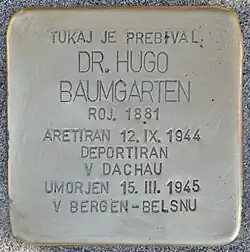 TUKAJ JE PREBIVAL
DR. HUGO
BAUMGARTEN
ROJ. 1881
ARETIRAN 12. IX. 1944
DEPORTIRAN
V DACHAU
UMORJEN 15. III. 1945
V BERGEN-BELSNU